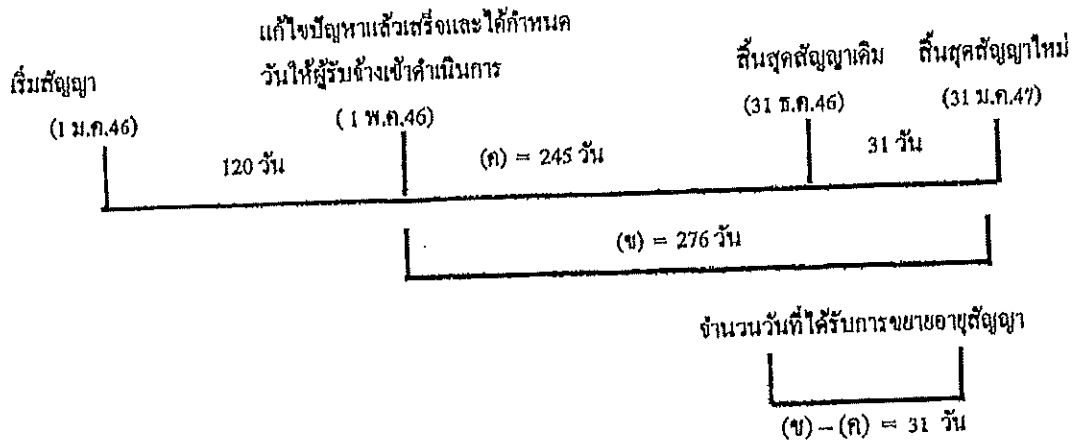 แก้ไขปัญหาแล้วเสร็จและได้กำหนด
วันให้ผู้รับจ้างเข้าดำเนินการ
เริ่มสัญญา
สิ้นสุดสัญญาเดิม
สิ้นสุดสัญญาใหม่
(1 ม.ค.46)
( 1 พ.ค.46)
(31 ธ.ค.46)
(31 ม.ค.47)
120 วัน
(ค) = 245 วัน
31 วัน
(ข) = 276 วัน
จำนวนวันที่ได้รับการขยายอายุสัญญา
(ข) – (ค) = 31 วัน